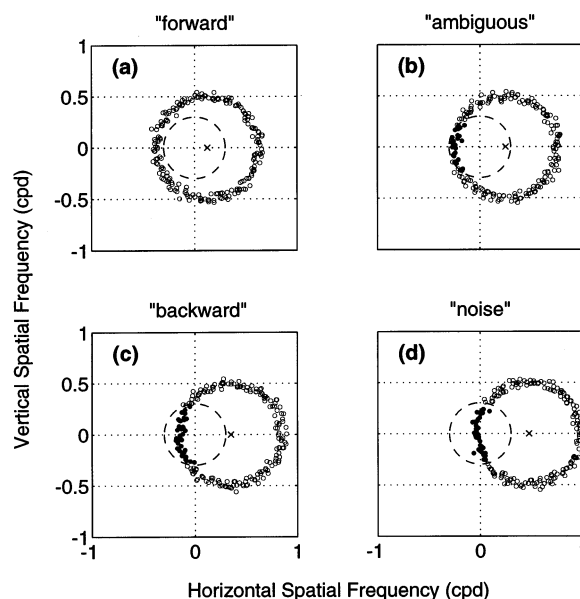 "forward"
"ambiguous"
(a)
(b)
1
0.5
0
-0.5
-1
"backward"
"noise"
(c)
(d)
1
0.5
0
-0.5
-1
-1
0
1
-1
0
1
Vertical Spatial Frequency (cpd)
Horizontal Spatial Frequency (cpd)